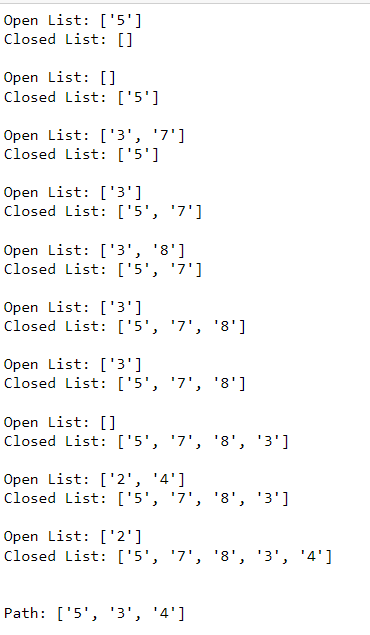 Open List: ['5']
Closed List: []
Open List: []
Closed List: ['5']
Open List: ['3', '7']
Closed List: ['5']
Open List: ['3']
Closed List: ['5', '7']
Open List: ['3', '8']
Closed List: ['5', '7']
Open List: ['3']
Closed List: ['5', '7', '8']
Open List: ['3']
Closed List: ['5', '7', '8']
Open List: []
Closed List: ['5', '7', '8', '3']
Open List: ['2', '4']
Closed List: ['5', '7', '8', '3']
Open List: ['2']
Closed List: ['5', '7', '8', '3', '4']
Path: ['5', '3', '4']